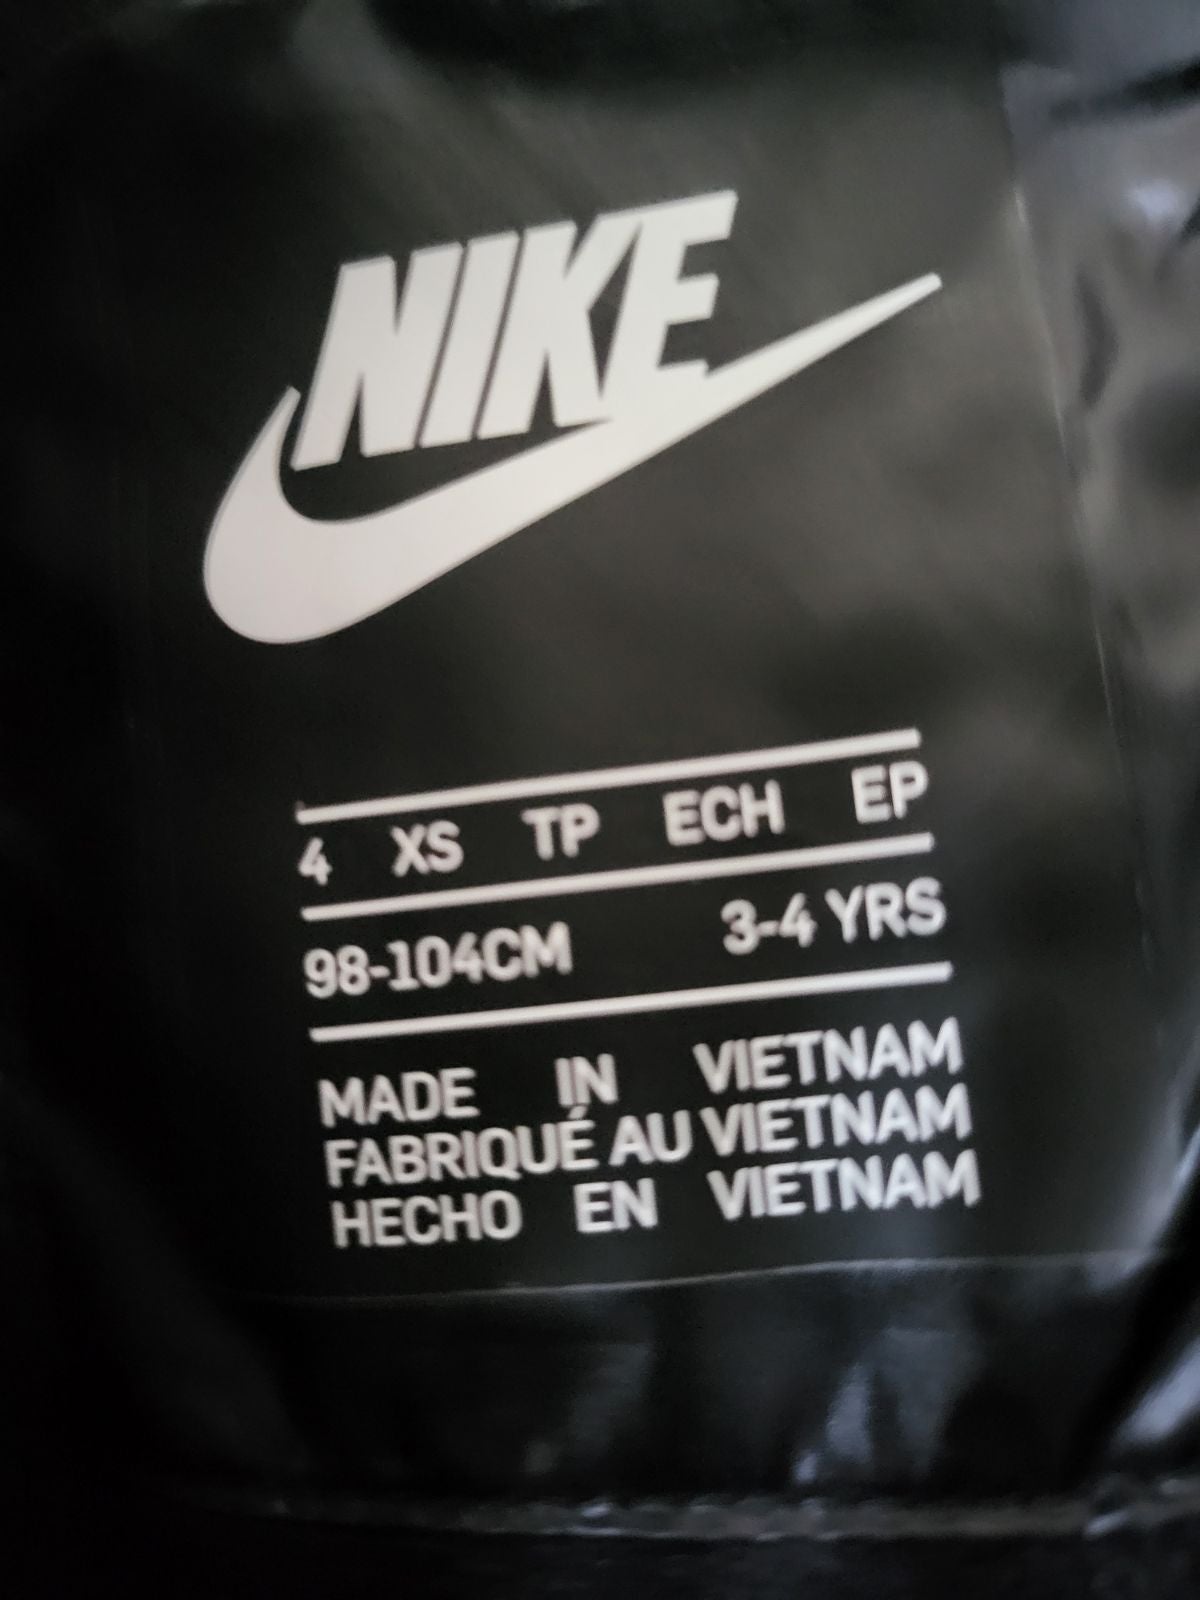 NIKE
4 XS TP ECH EP
98-104CM 3-4 YRS
MADE IN VIETNAM
FABRIQUÉ AU VIETNAM
HECHO EN VIETNAM